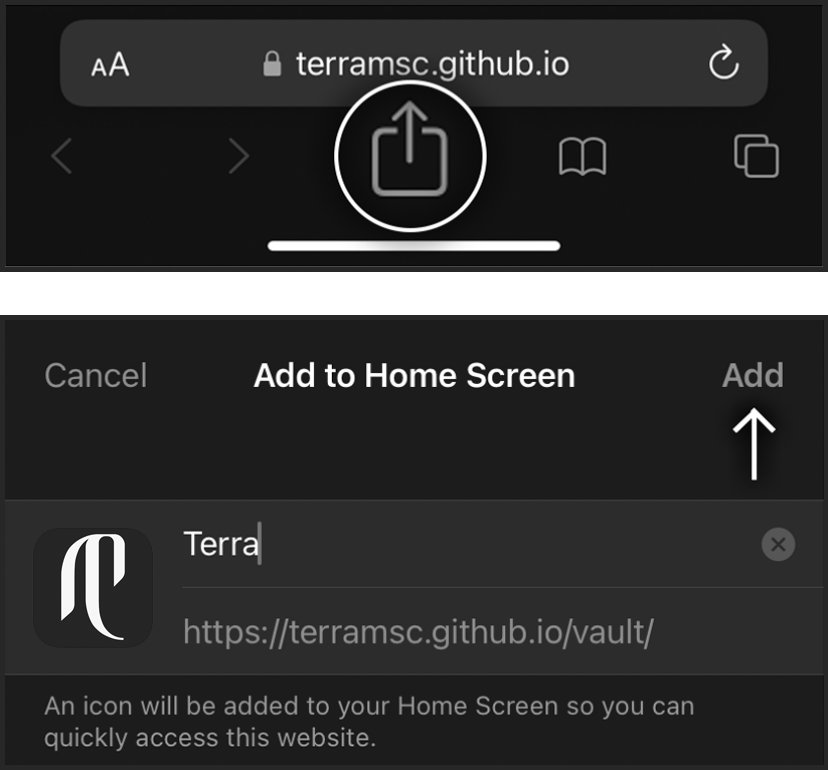 AA terramsc.github.io
Cancel Add to Home Screen Add
Terra
https://terramsc.github.io/vault/
An icon will be added to your Home Screen so you can
quickly access this website.